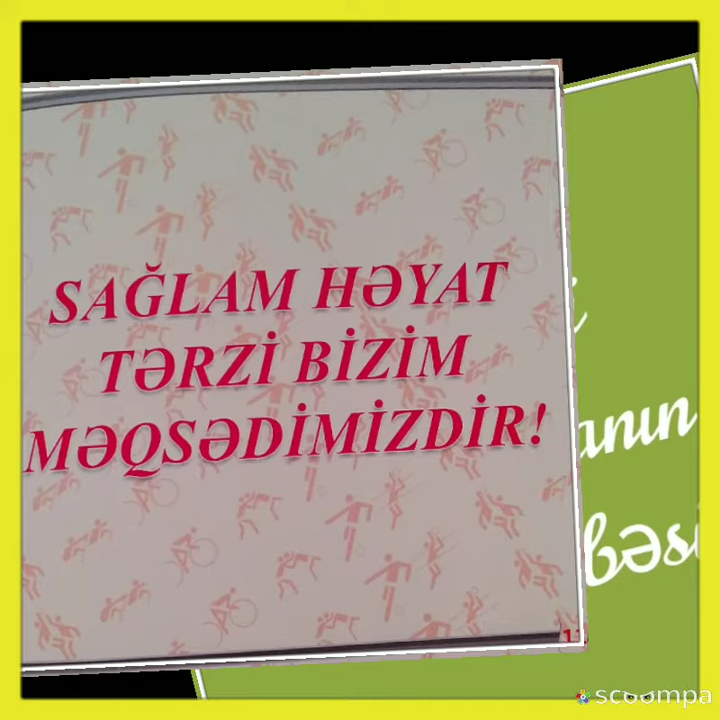 SAĞLAM HƏYAT
TƏRZİ BİZİM
MƏQSƏDİMİZDİR!
anın
bəsi
scoompa